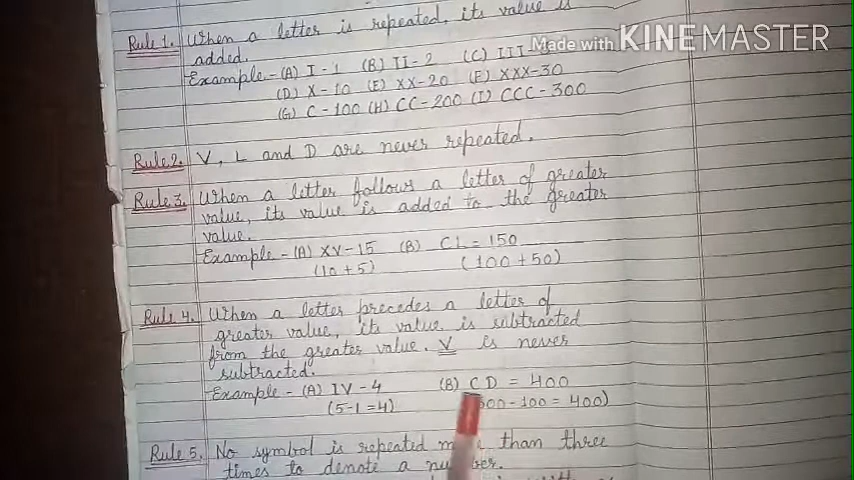 Rule 1. When a letter is repeated, its value is
added.
Example - (A) I - 1 (B) II - 2 (C) III
Made with KINEMASTER
(D) X - 10 (E) XX - 20 (F) XXX - 30
(G) C - 100 (H) CC - 200 (I) CCC - 300
Rule 2. V, L and D are never repeated.
Rule 3. When a letter follows a letter of greater
value, its value is added to the greater
value.
Example - (A) XV - 15 (B) CL = 150
(10 + 5) (100 + 50)
Rule 4. When a letter precedes a letter of
greater value, its value is subtracted
from the greater value. V is never
subtracted.
Example - (A) IV - 4 (B) CD = 400
(5 - 1 = 4) 00 - 100 = 400)
Rule 5. No symbol is repeated than three
times to denote a number.